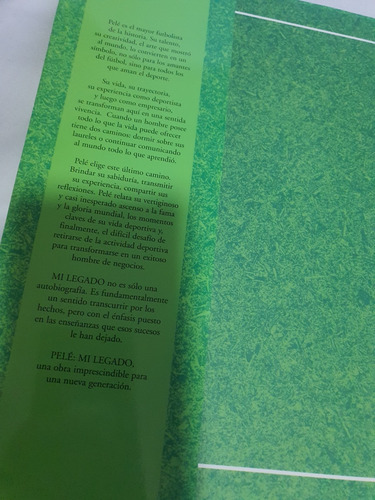 Pelé es el mayor futbolista
de la historia. Su talento,
su creatividad, el arte que mostró
al mundo, lo convierten en un
símbolo, no sólo para los amantes
del fútbol, sino para todos los
que aman el deporte.
Su vida, su trayectoria,
su experiencia como deportista
y luego como empresario,
se transforman aquí en una sentida
vivencia. Cuando un hombre posee
todo lo que la vida puede ofrecer
tiene dos caminos: dormir sobre sus
laureles o continuar comunicando
al mundo todo lo que aprendió.
Pelé elige este último camino.
Brindar su sabiduría, transmitir
su experiencia, compartir sus
reflexiones. Pelé relata su vertiginoso
y casi inesperado ascenso a la fama
y la gloria mundial, los momentos
claves de su vida deportiva y,
finalmente, el difícil desafío de
retirarse de la actividad deportiva
para transformarse en un exitoso
hombre de negocios.
MI LEGADO no es sólo una
autobiografía. Es fundamentalmente
un sentido transcurrir por los
hechos, pero con el énfasis puesto
en las enseñanzas que esos sucesos
le han dejado.
PELÉ: MI LEGADO,
una obra imprescindible para
una nueva generación.